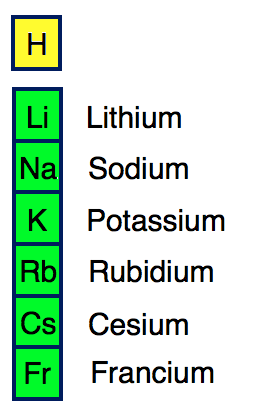 H
Li Lithium
Na Sodium
K Potassium
Rb Rubidium
Cs Cesium
Fr Francium